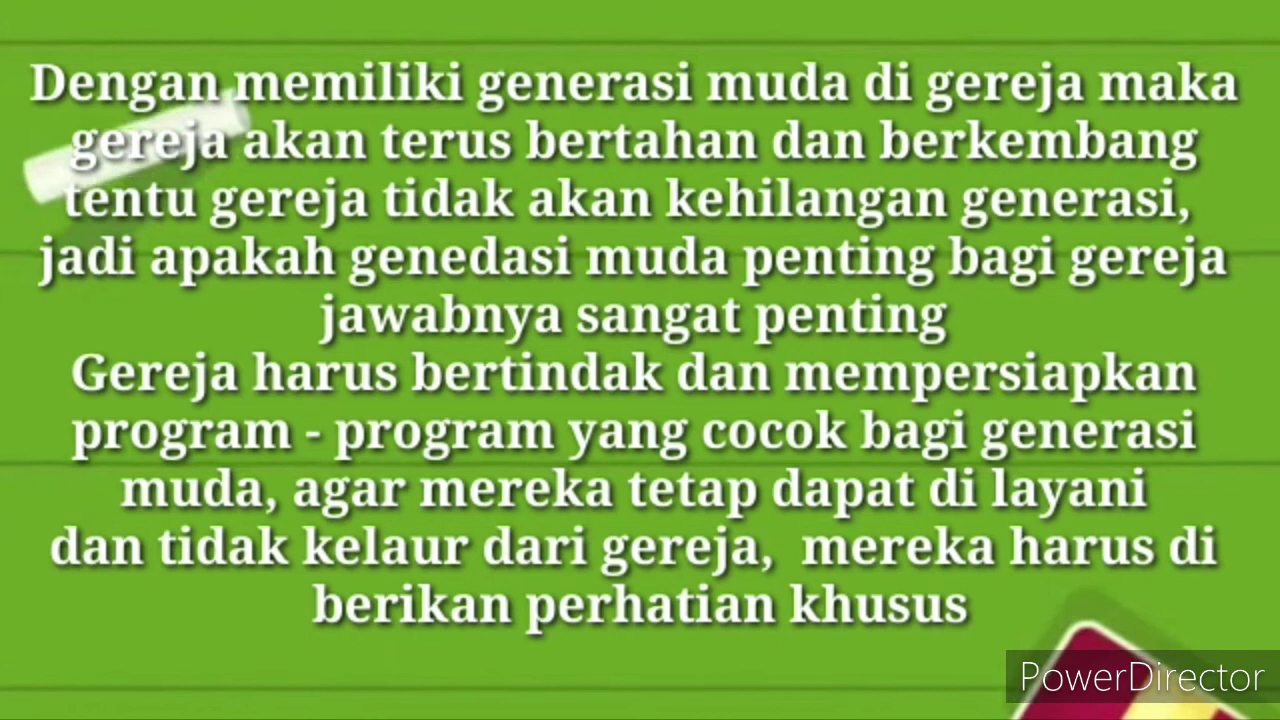 Dengan memiliki generasi muda di gereja maka
gereja akan terus bertahan dan berkembang
tentu gereja tidak akan kehilangan generasi,
jadi apakah genedasi muda penting bagi gereja
jawabnya sangat penting
Gereja harus bertindak dan mempersiapkan
program - program yang cocok bagi generasi
muda, agar mereka tetap dapat di layani
dan tidak kelaur dari gereja,  mereka harus di
berikan perhatian khusus
PowerDirector